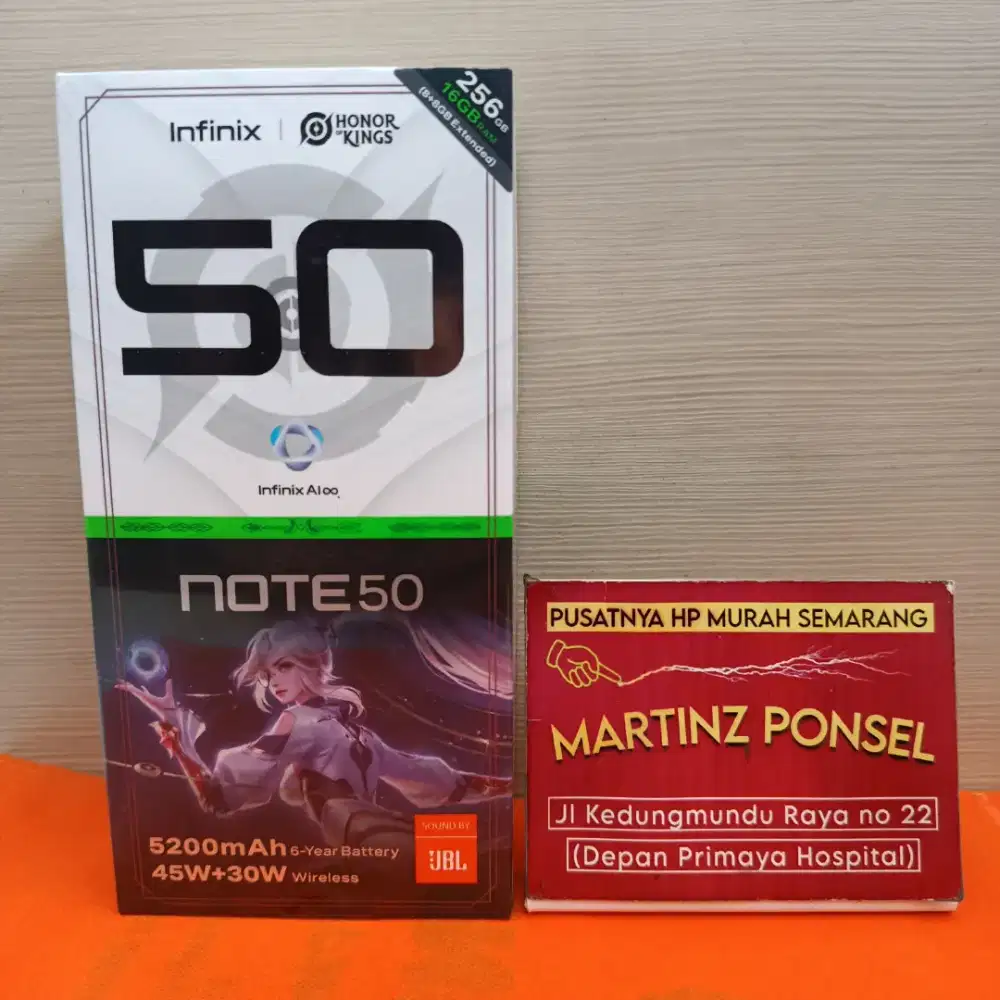 Infinix | HONOR OF KINGS
256GB
16GB RAM
(8+8GB Extended)
50
Infinix AI∞
NOTE 50
5200mAh 6-Year Battery
45W+30W Wireless
SOUND BY
JBL
PUSATNYA HP MURAH SEMARANG
MARTINZ PONSEL
Jl Kedungmundu Raya no 22
(Depan Primaya Hospital)